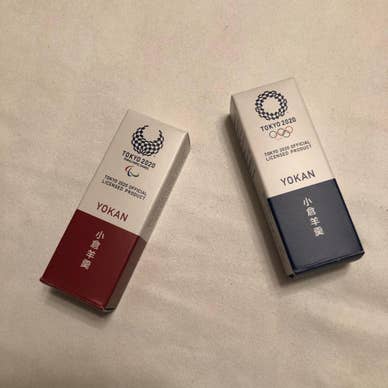 TOKYO 2020
TOKYO 2020 OFFICIAL
LICENSED PRODUCT
YOKAN
小倉羊羹
TOKYO 2020
TOKYO 2020 OFFICIAL
LICENSED PRODUCT
YOKAN
小倉羊羹